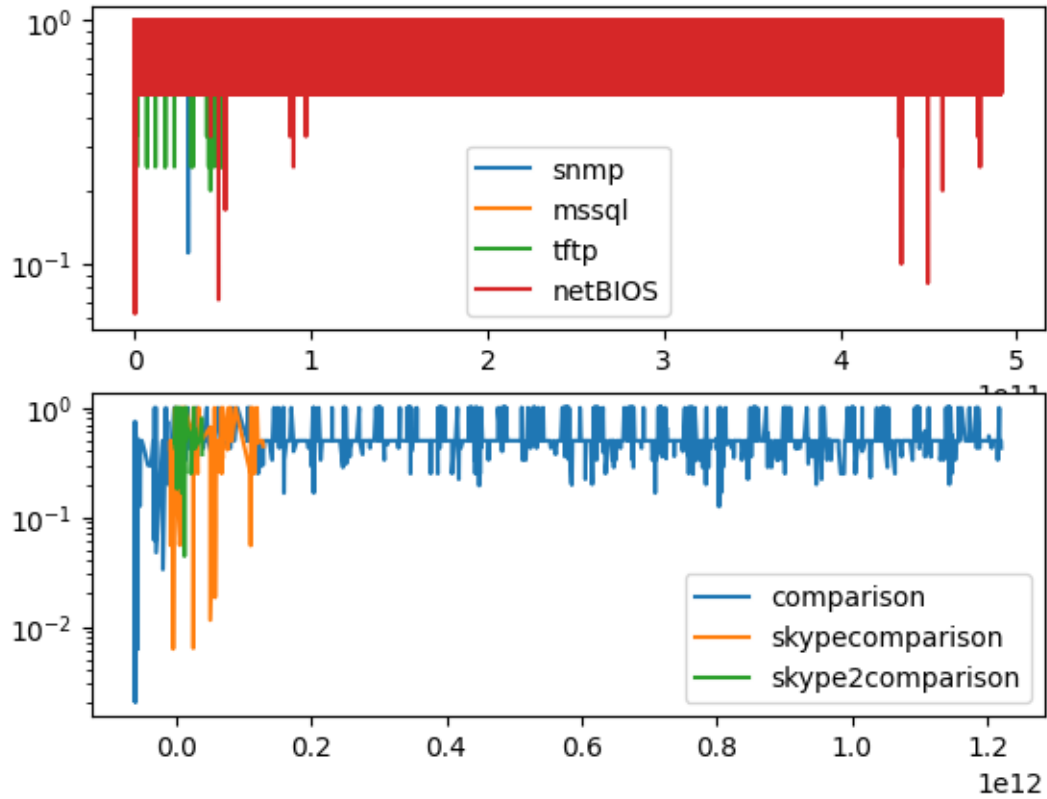 10⁰
10⁻¹
snmp
mssql
tftp
netBIOS
0 1 2 3 4 5
1e11
10⁰
10⁻¹
10⁻²
comparison
skypecomparison
skype2comparison
0.0 0.2 0.4 0.6 0.8 1.0 1.2
1e12